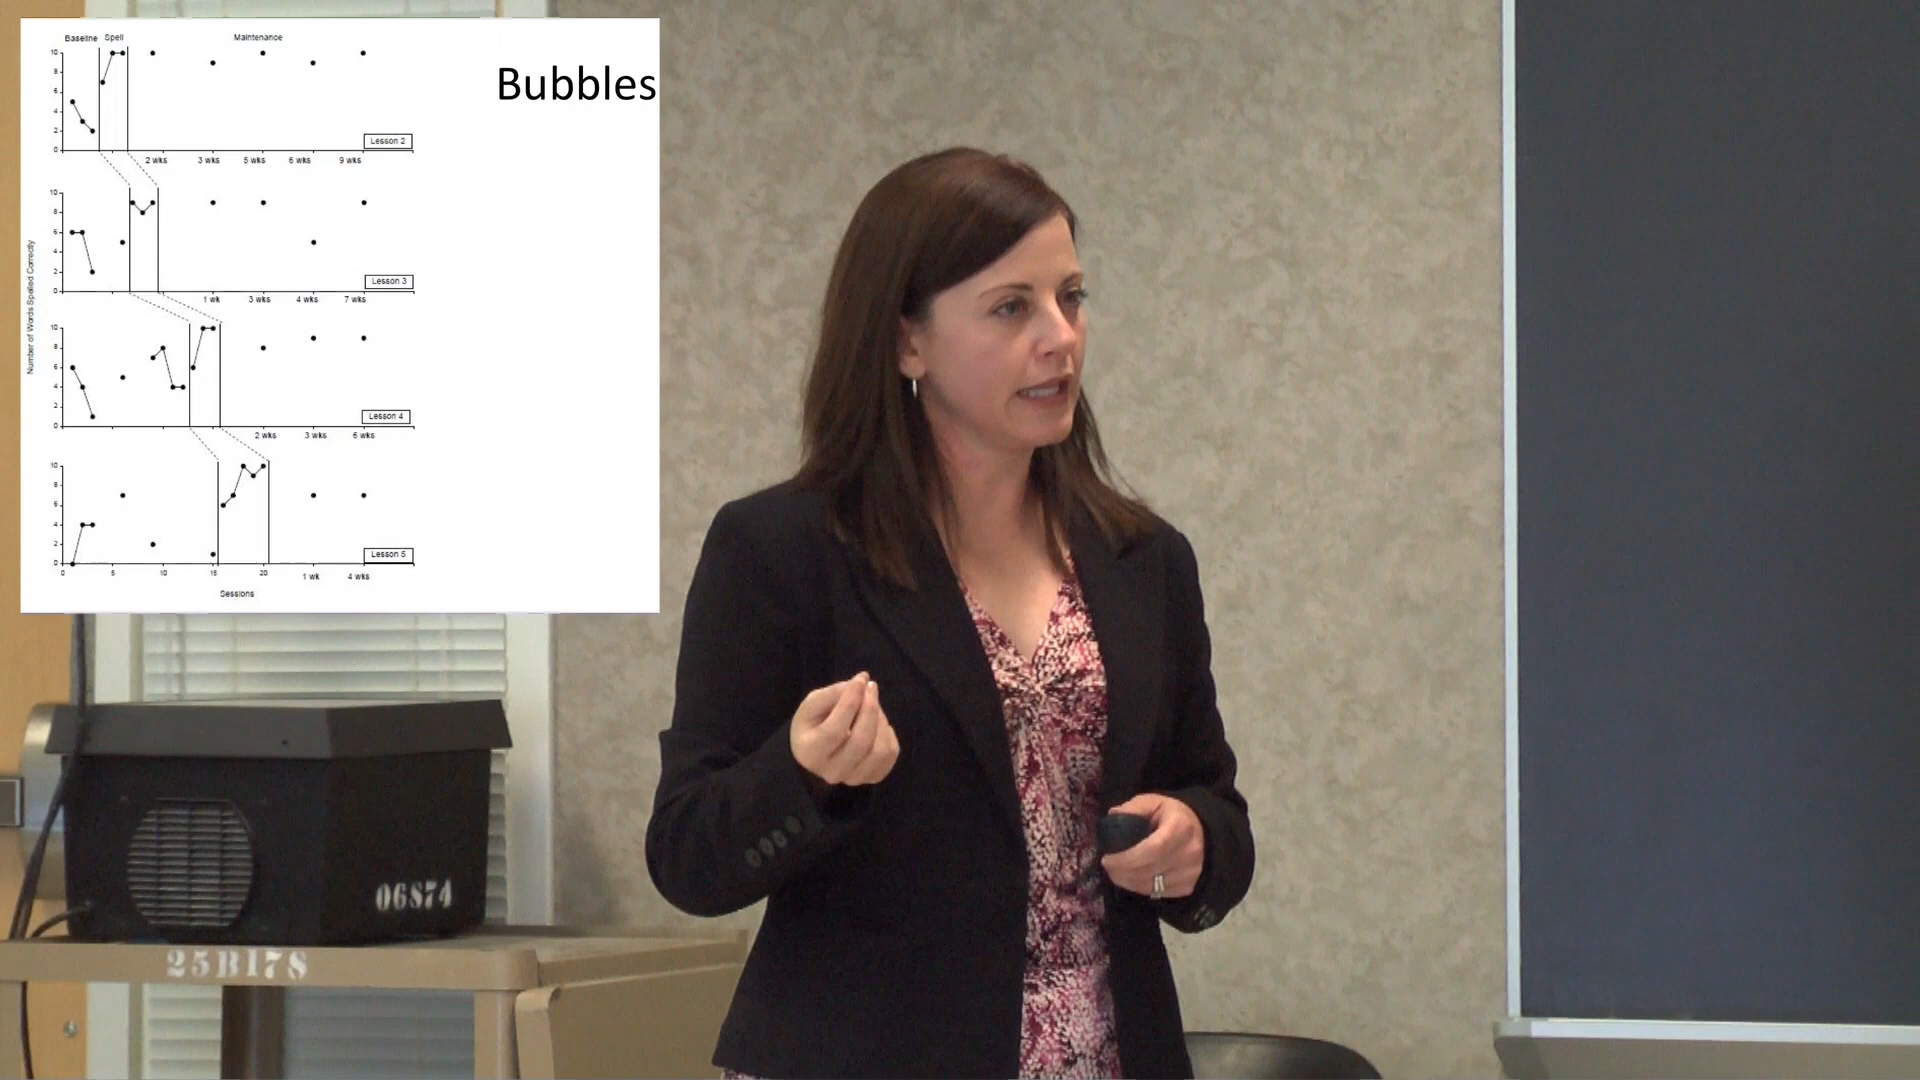 Baseline Spell Maintenance
Bubbles
10
8
6
4
2
0
Lesson 2
2 wks 3 wks 5 wks 6 wks 9 wks
10
8
6
4
2
0
Lesson 3
1 wk 3 wks 4 wks 7 wks
Number of Words Spelled Correctly
10
8
6
4
2
0
Lesson 4
2 wks 3 wks 6 wks
10
8
6
4
2
0
Lesson 5
0 5 10 15 20 1 wk 4 wks
Sessions
06874
25B178